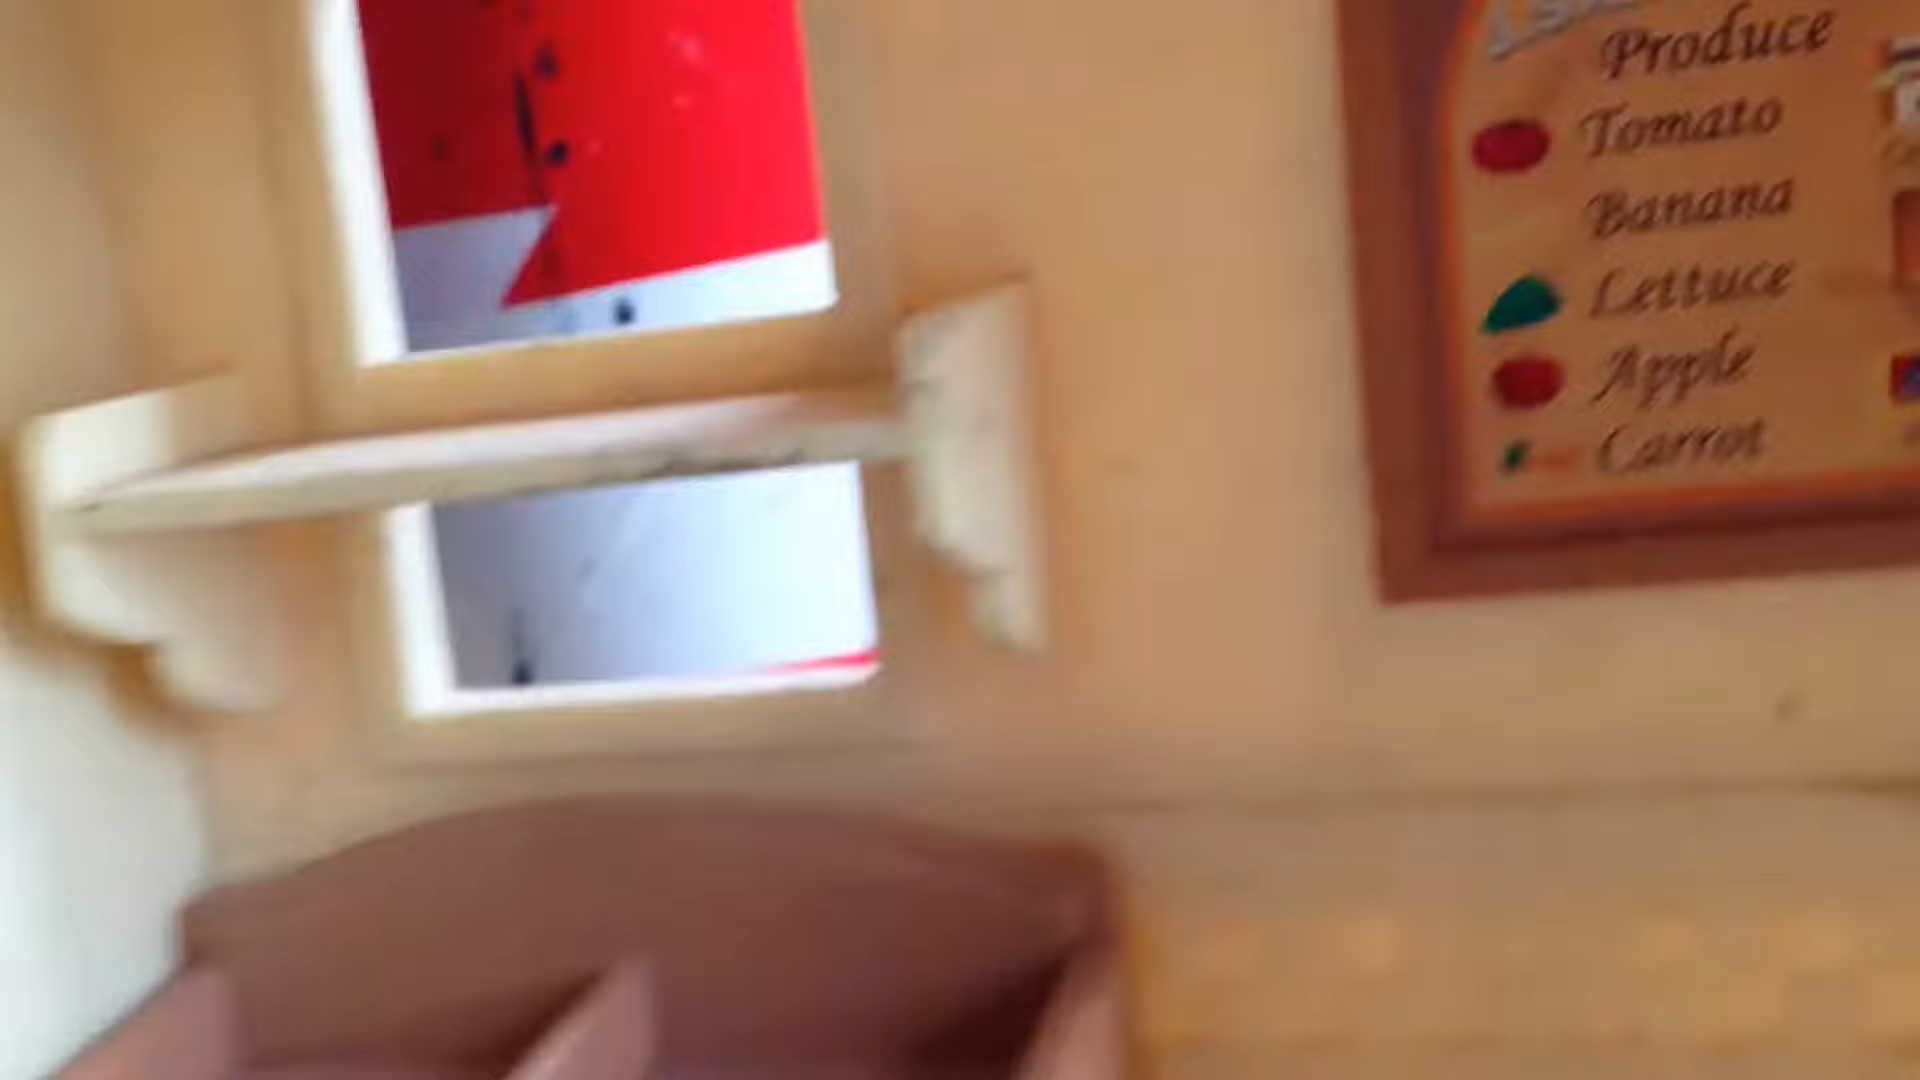 Produce
Tomato
Banana
Lettuce
Apple
Carrot